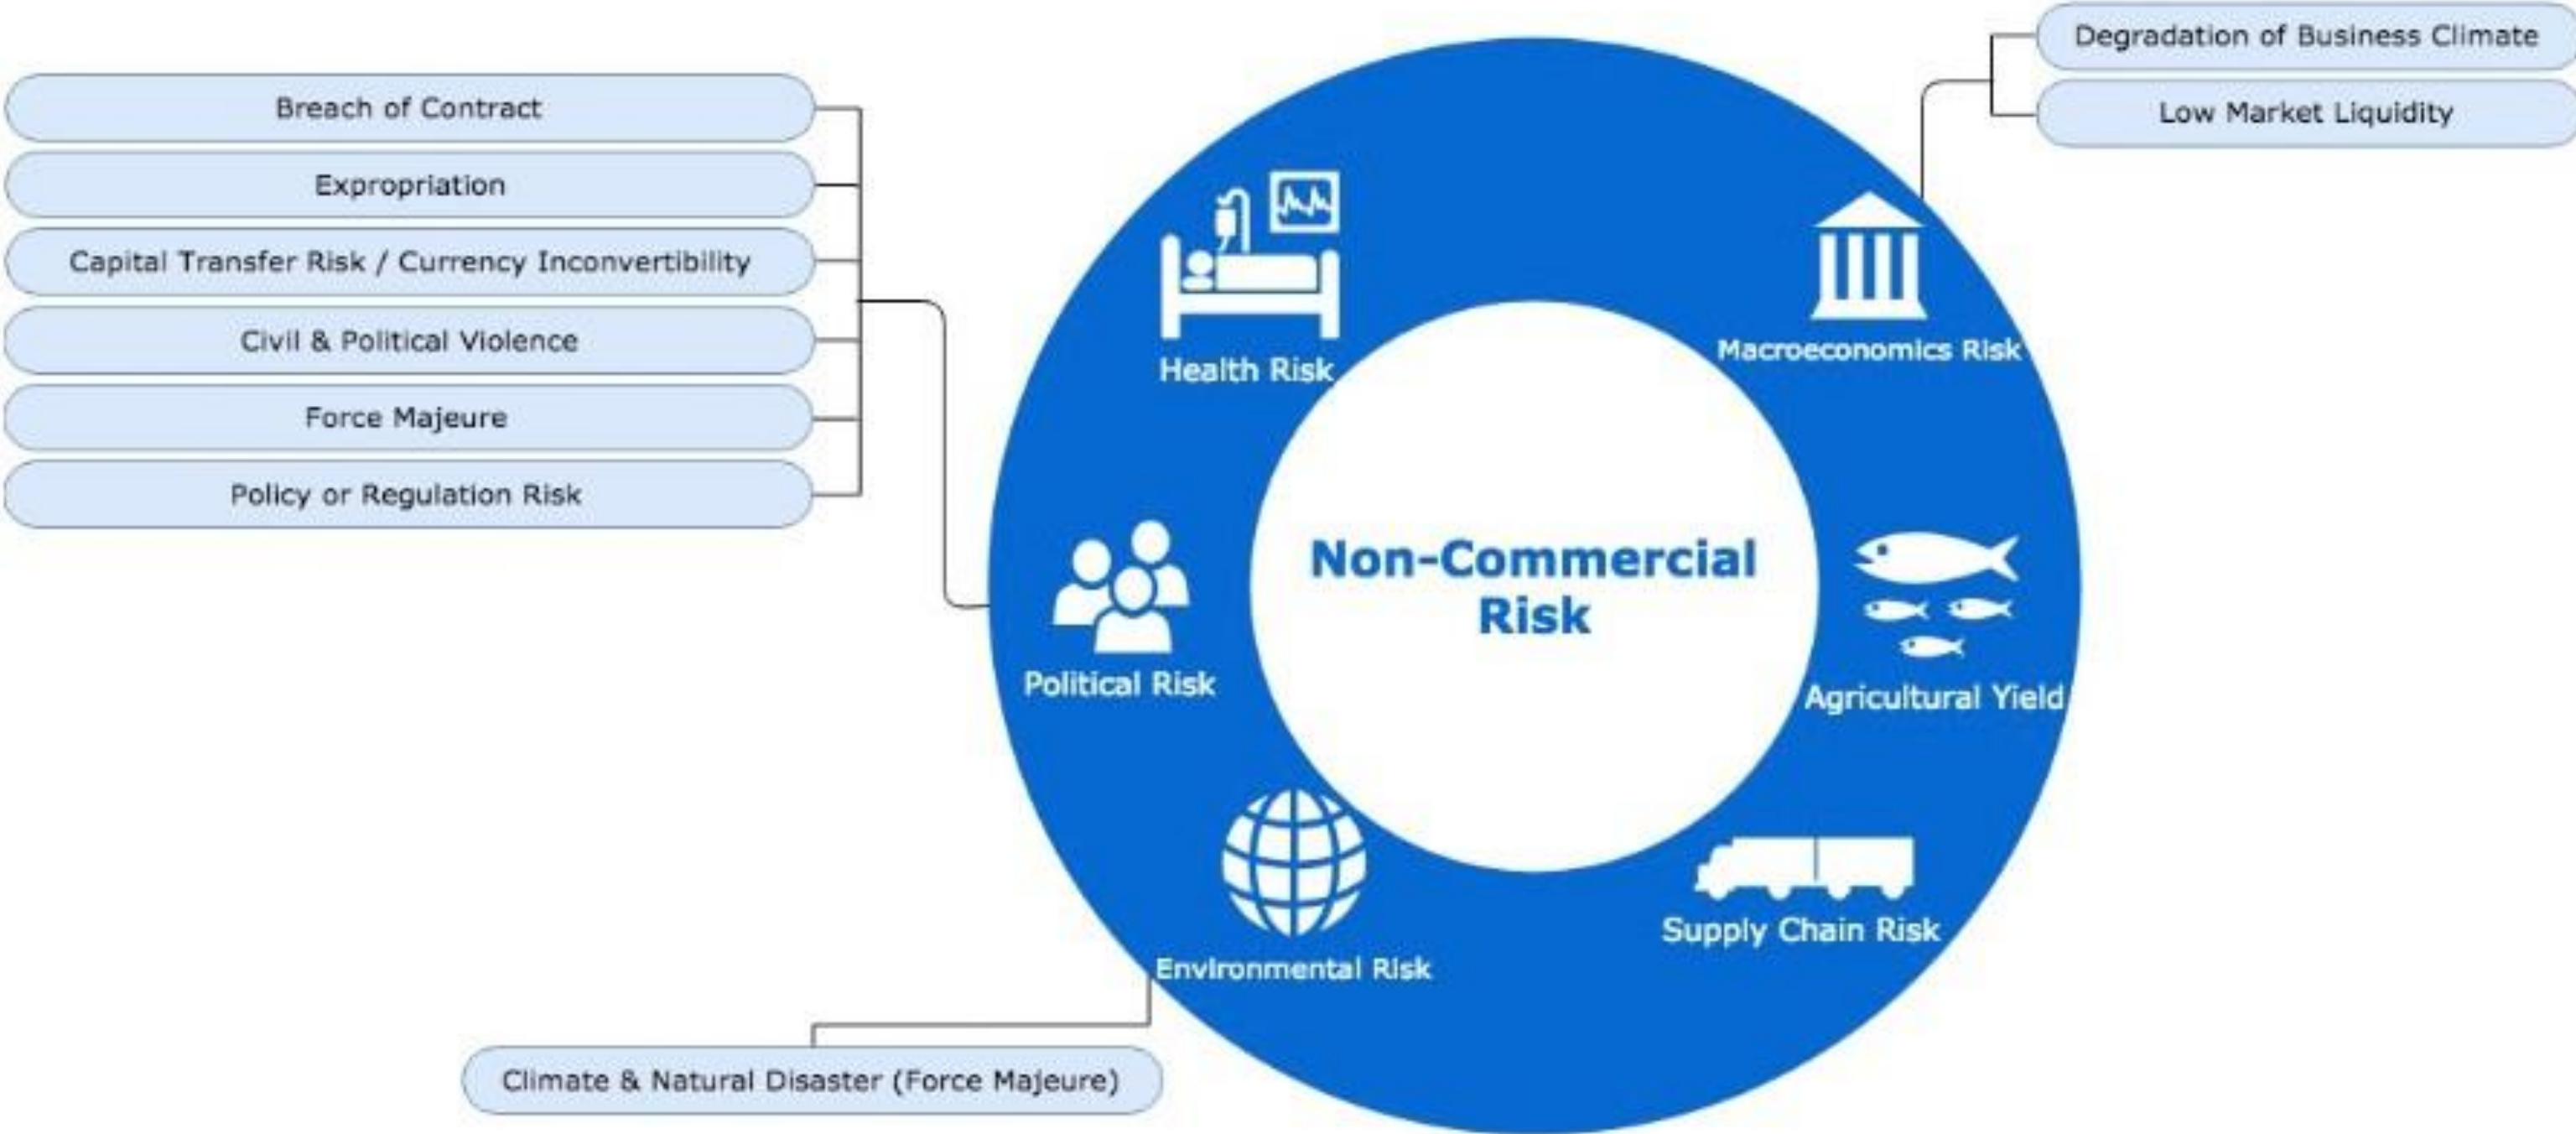 Breach of Contract
Expropriation
Capital Transfer Risk / Currency Inconvertibility
Civil & Political Violence
Force Majeure
Policy or Regulation Risk
Degradation of Business Climate
Low Market Liquidity
Health Risk
Macroeconomics Risk
Non-Commercial
Risk
Political Risk
Agricultural Yield
Environmental Risk
Supply Chain Risk
Climate & Natural Disaster (Force Majeure)